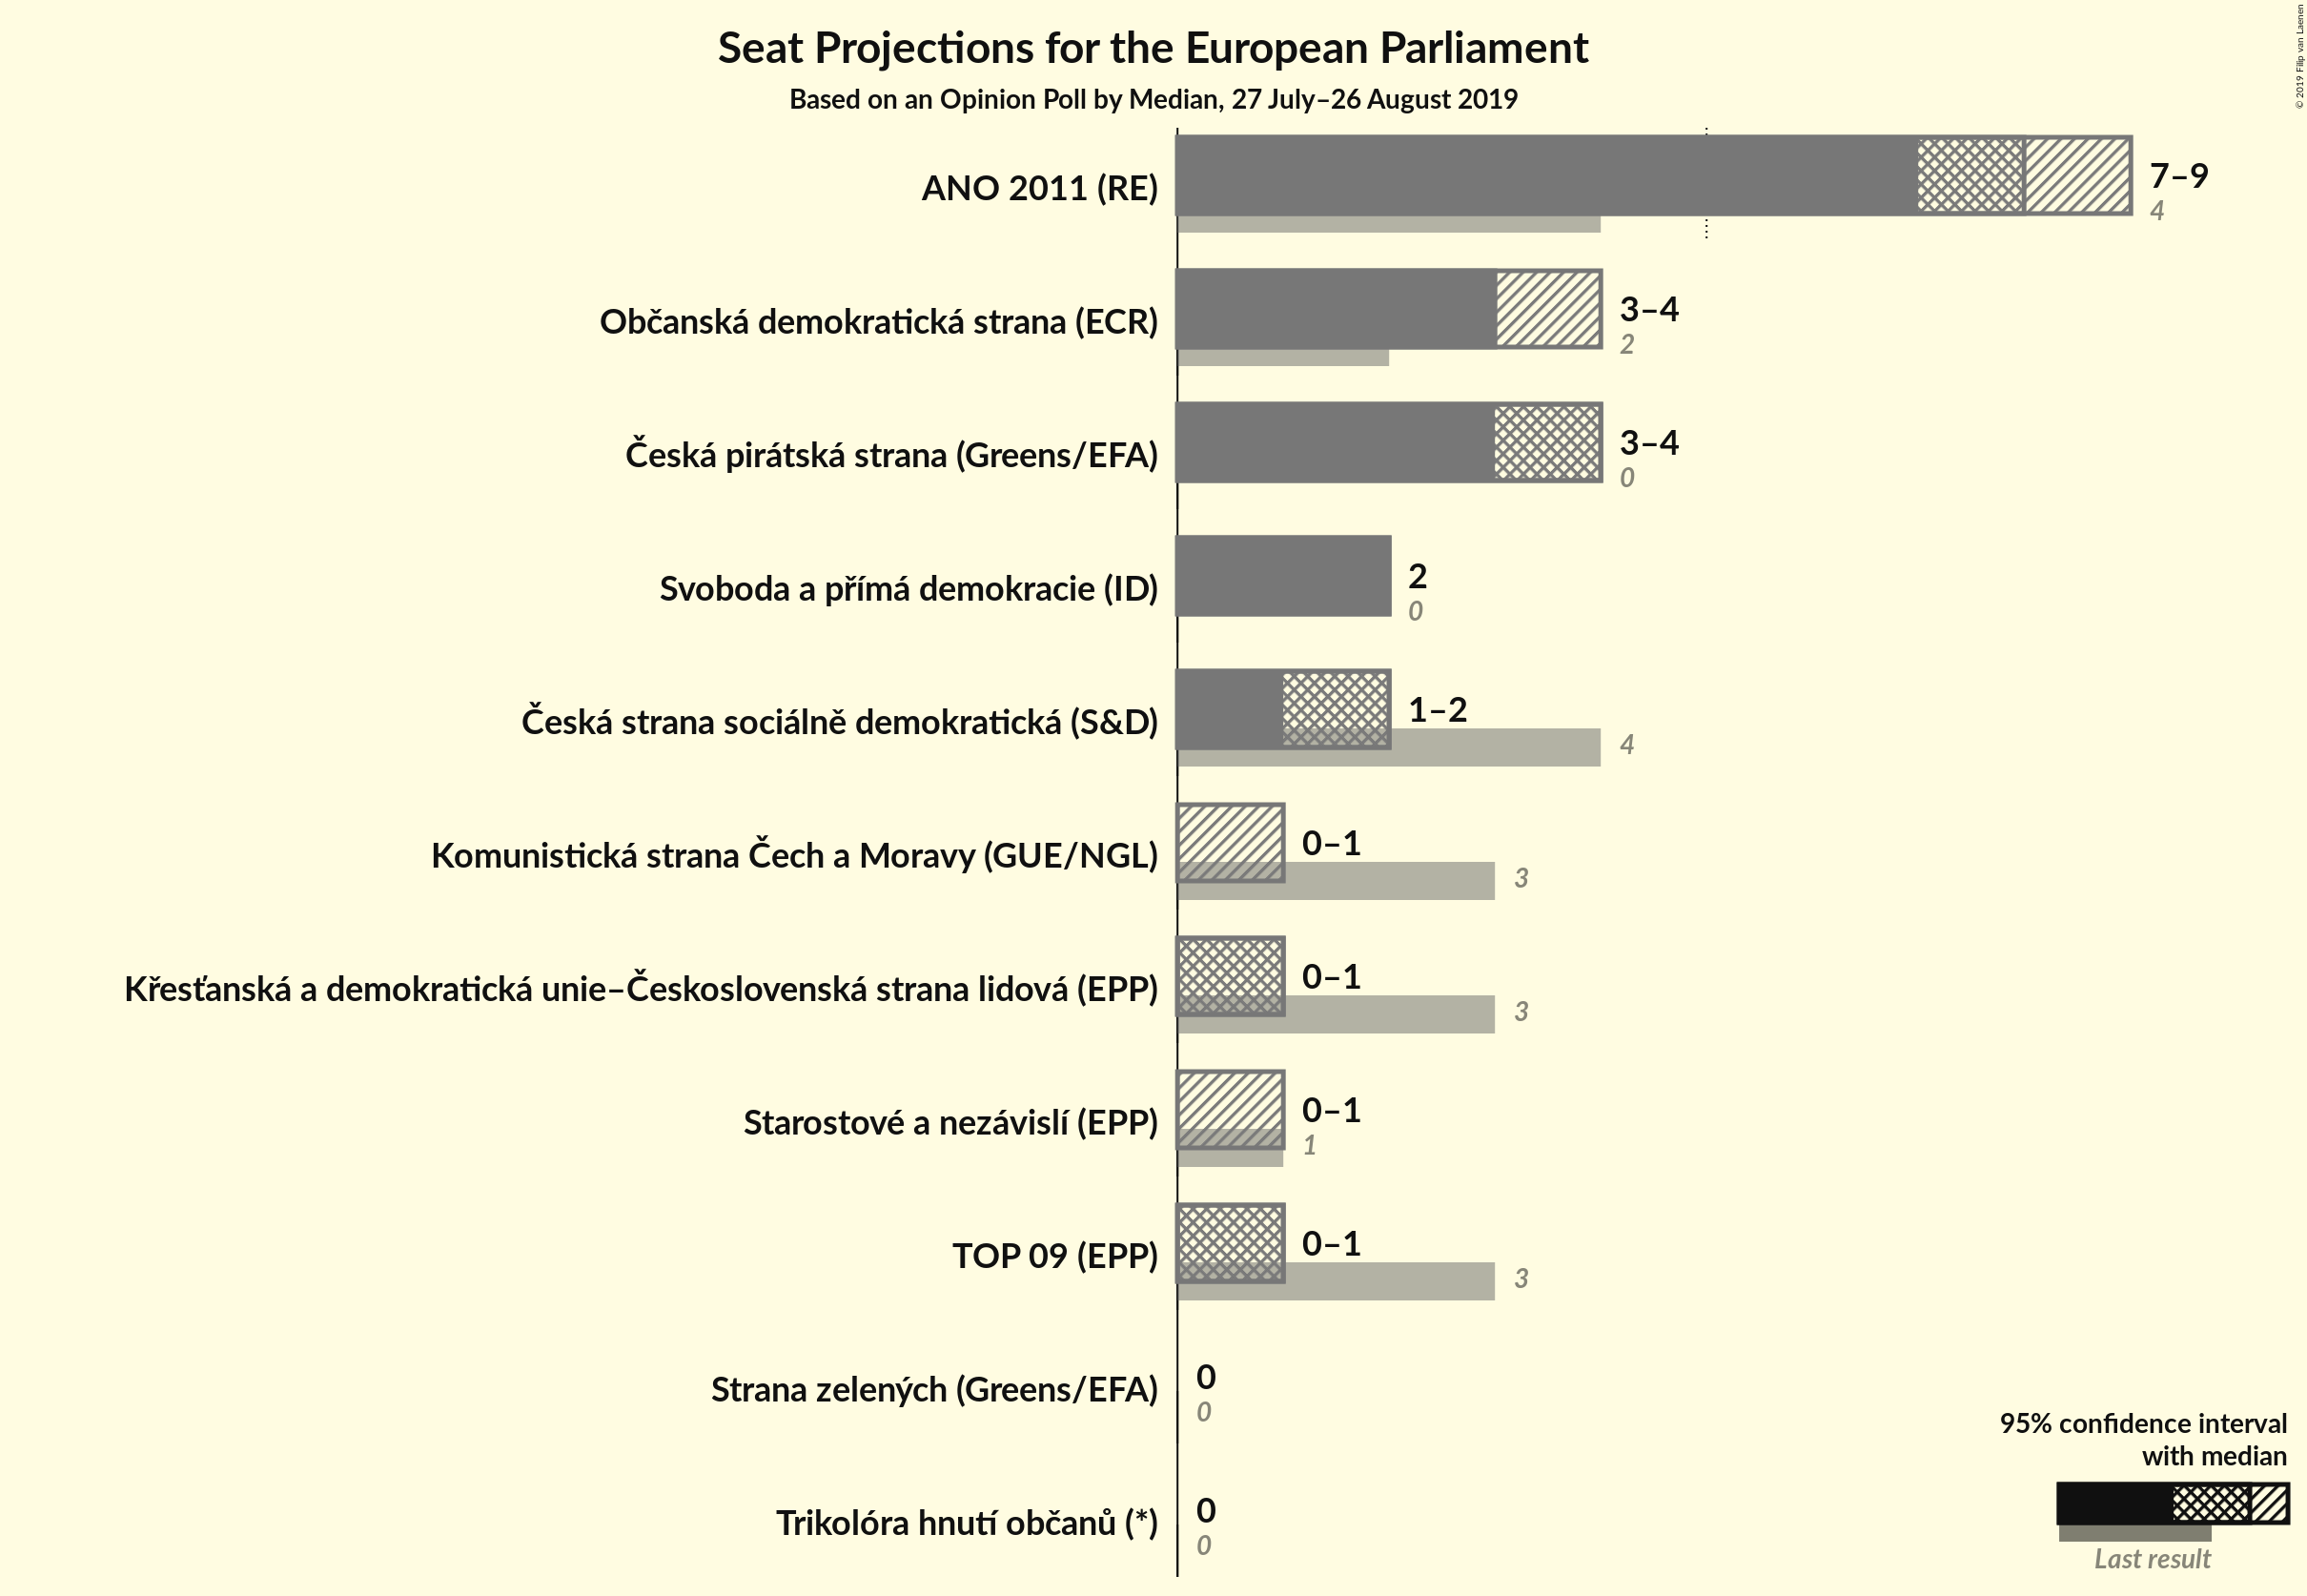 Seat Projections for the European Parliament
Based on an Opinion Poll by Median, 27 July–26 August 2019
© 2019 Filip van Laenen
ANO 2011 (RE)
7–9
4
Občanská demokratická strana (ECR)
3–4
2
Česká pirátská strana (Greens/EFA)
3–4
0
Svoboda a přímá demokracie (ID)
2
0
Česká strana sociálně demokratická (S&D)
1–2
4
Komunistická strana Čech a Moravy (GUE/NGL)
0–1
3
Křesťanská a demokratická unie–Československá strana lidová (EPP)
0–1
3
Starostové a nezávislí (EPP)
0–1
1
TOP 09 (EPP)
0–1
3
Strana zelených (Greens/EFA)
0
0
Trikolóra hnutí občanů (*)
0
0
95% confidence interval
with median
Last result